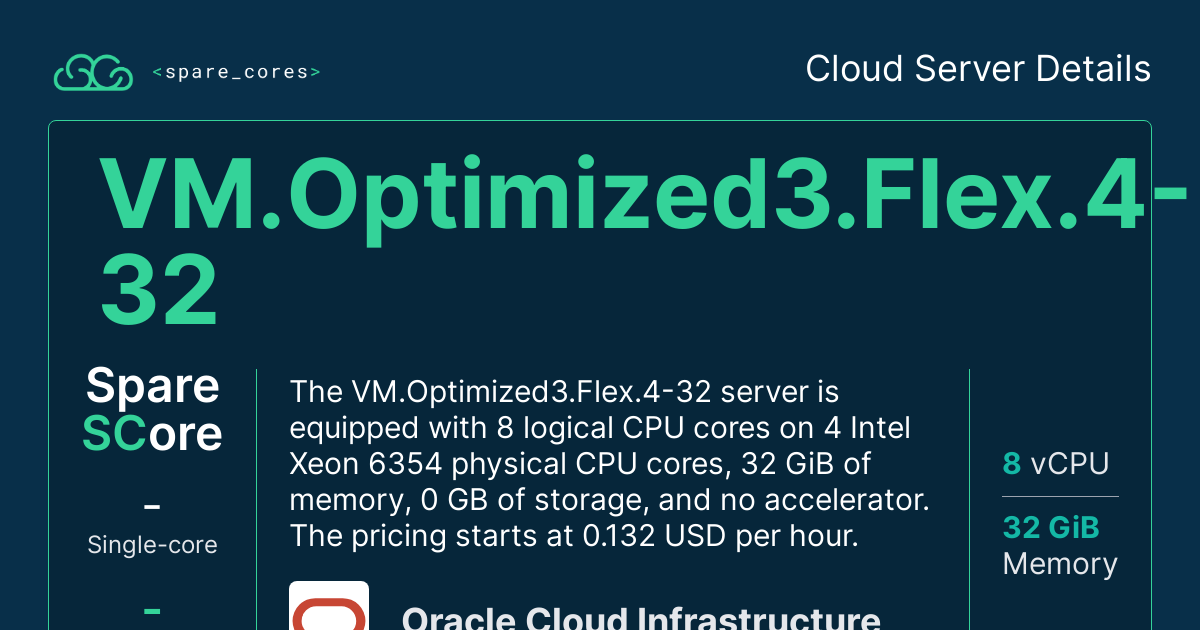 <spare_cores>
Cloud Server Details
VM.Optimized3.Flex.4-
32
Spare
SCore
–
Single-core
–
The VM.Optimized3.Flex.4-32 server is
equipped with 8 logical CPU cores on 4 Intel
Xeon 6354 physical CPU cores, 32 GiB of
memory, 0 GB of storage, and no accelerator.
The pricing starts at 0.132 USD per hour.
Oracle Cloud Infrastructure
8 vCPU
32 GiB
Memory